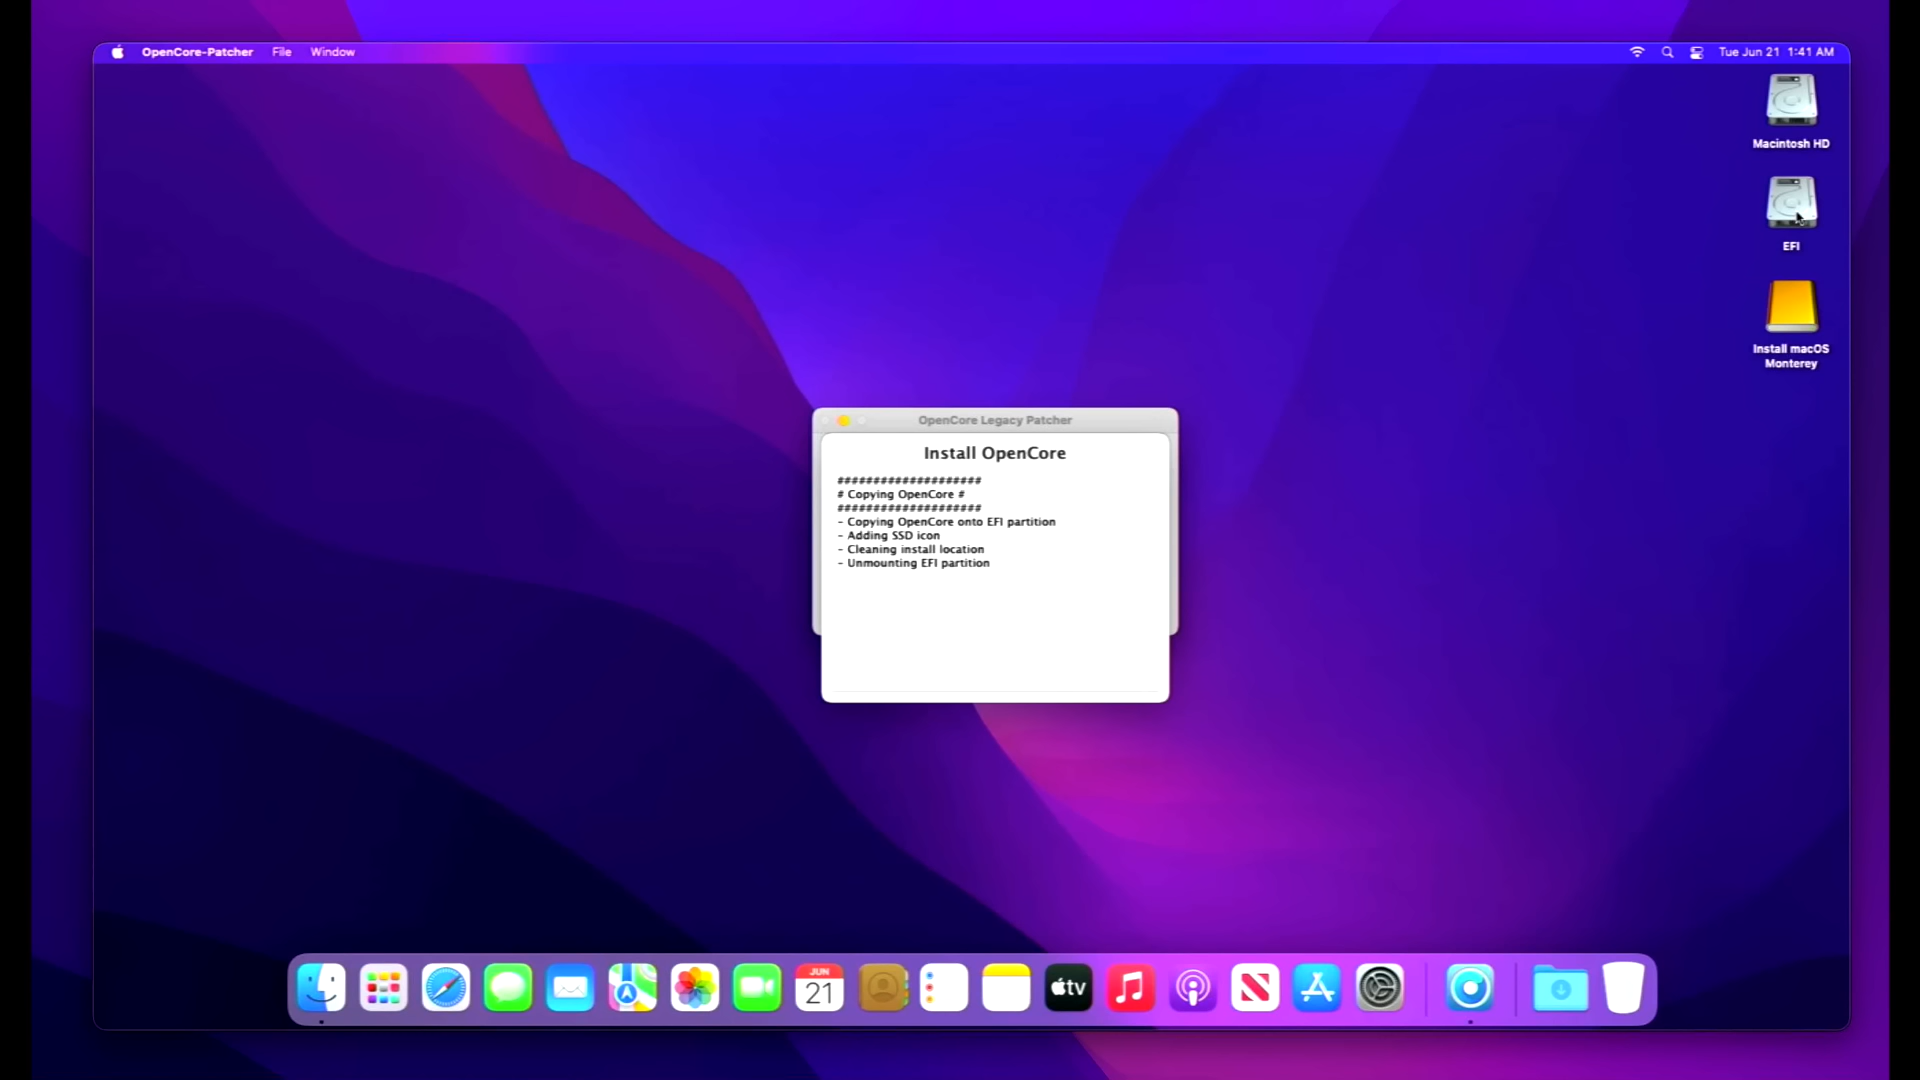 OpenCore-Patcher File Window
Tue Jun 21 1:41 AM
Macintosh HD
EFI
Install macOS
Monterey
OpenCore Legacy Patcher
Install OpenCore
####################
# Copying OpenCore #
####################
- Copying OpenCore onto EFI partition
- Adding SSD icon
- Cleaning install location
- Unmounting EFI partition
JUN
21
tv